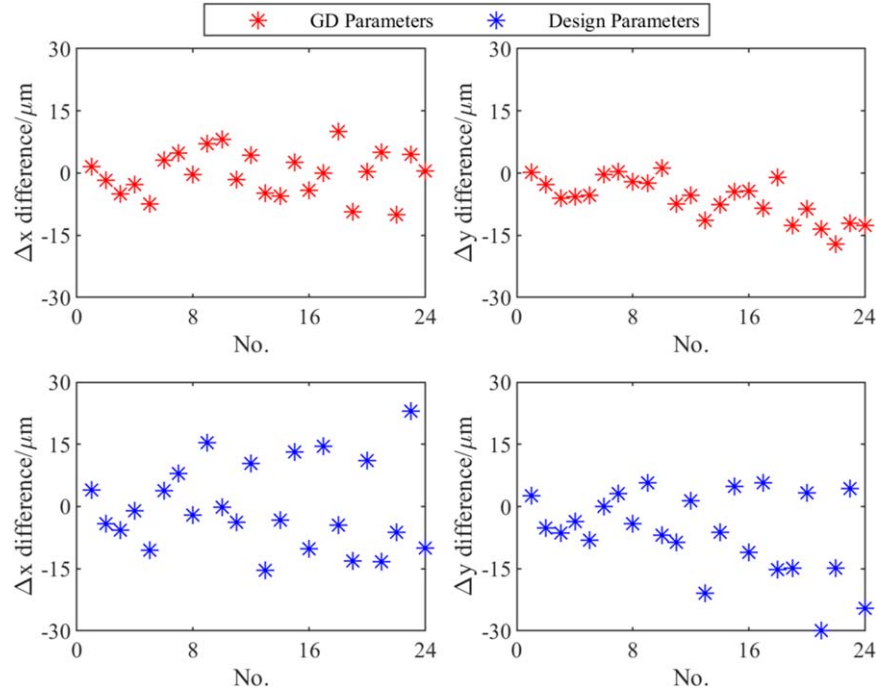 GD Parameters Design Parameters
30
15
0
-15
-30
Δx difference/μm
0 8 16 24
No.
30
15
0
-15
-30
Δy difference/μm
0 8 16 24
No.
30
15
0
-15
-30
Δx difference/μm
0 8 16 24
No.
30
15
0
-15
-30
Δy difference/μm
0 8 16 24
No.